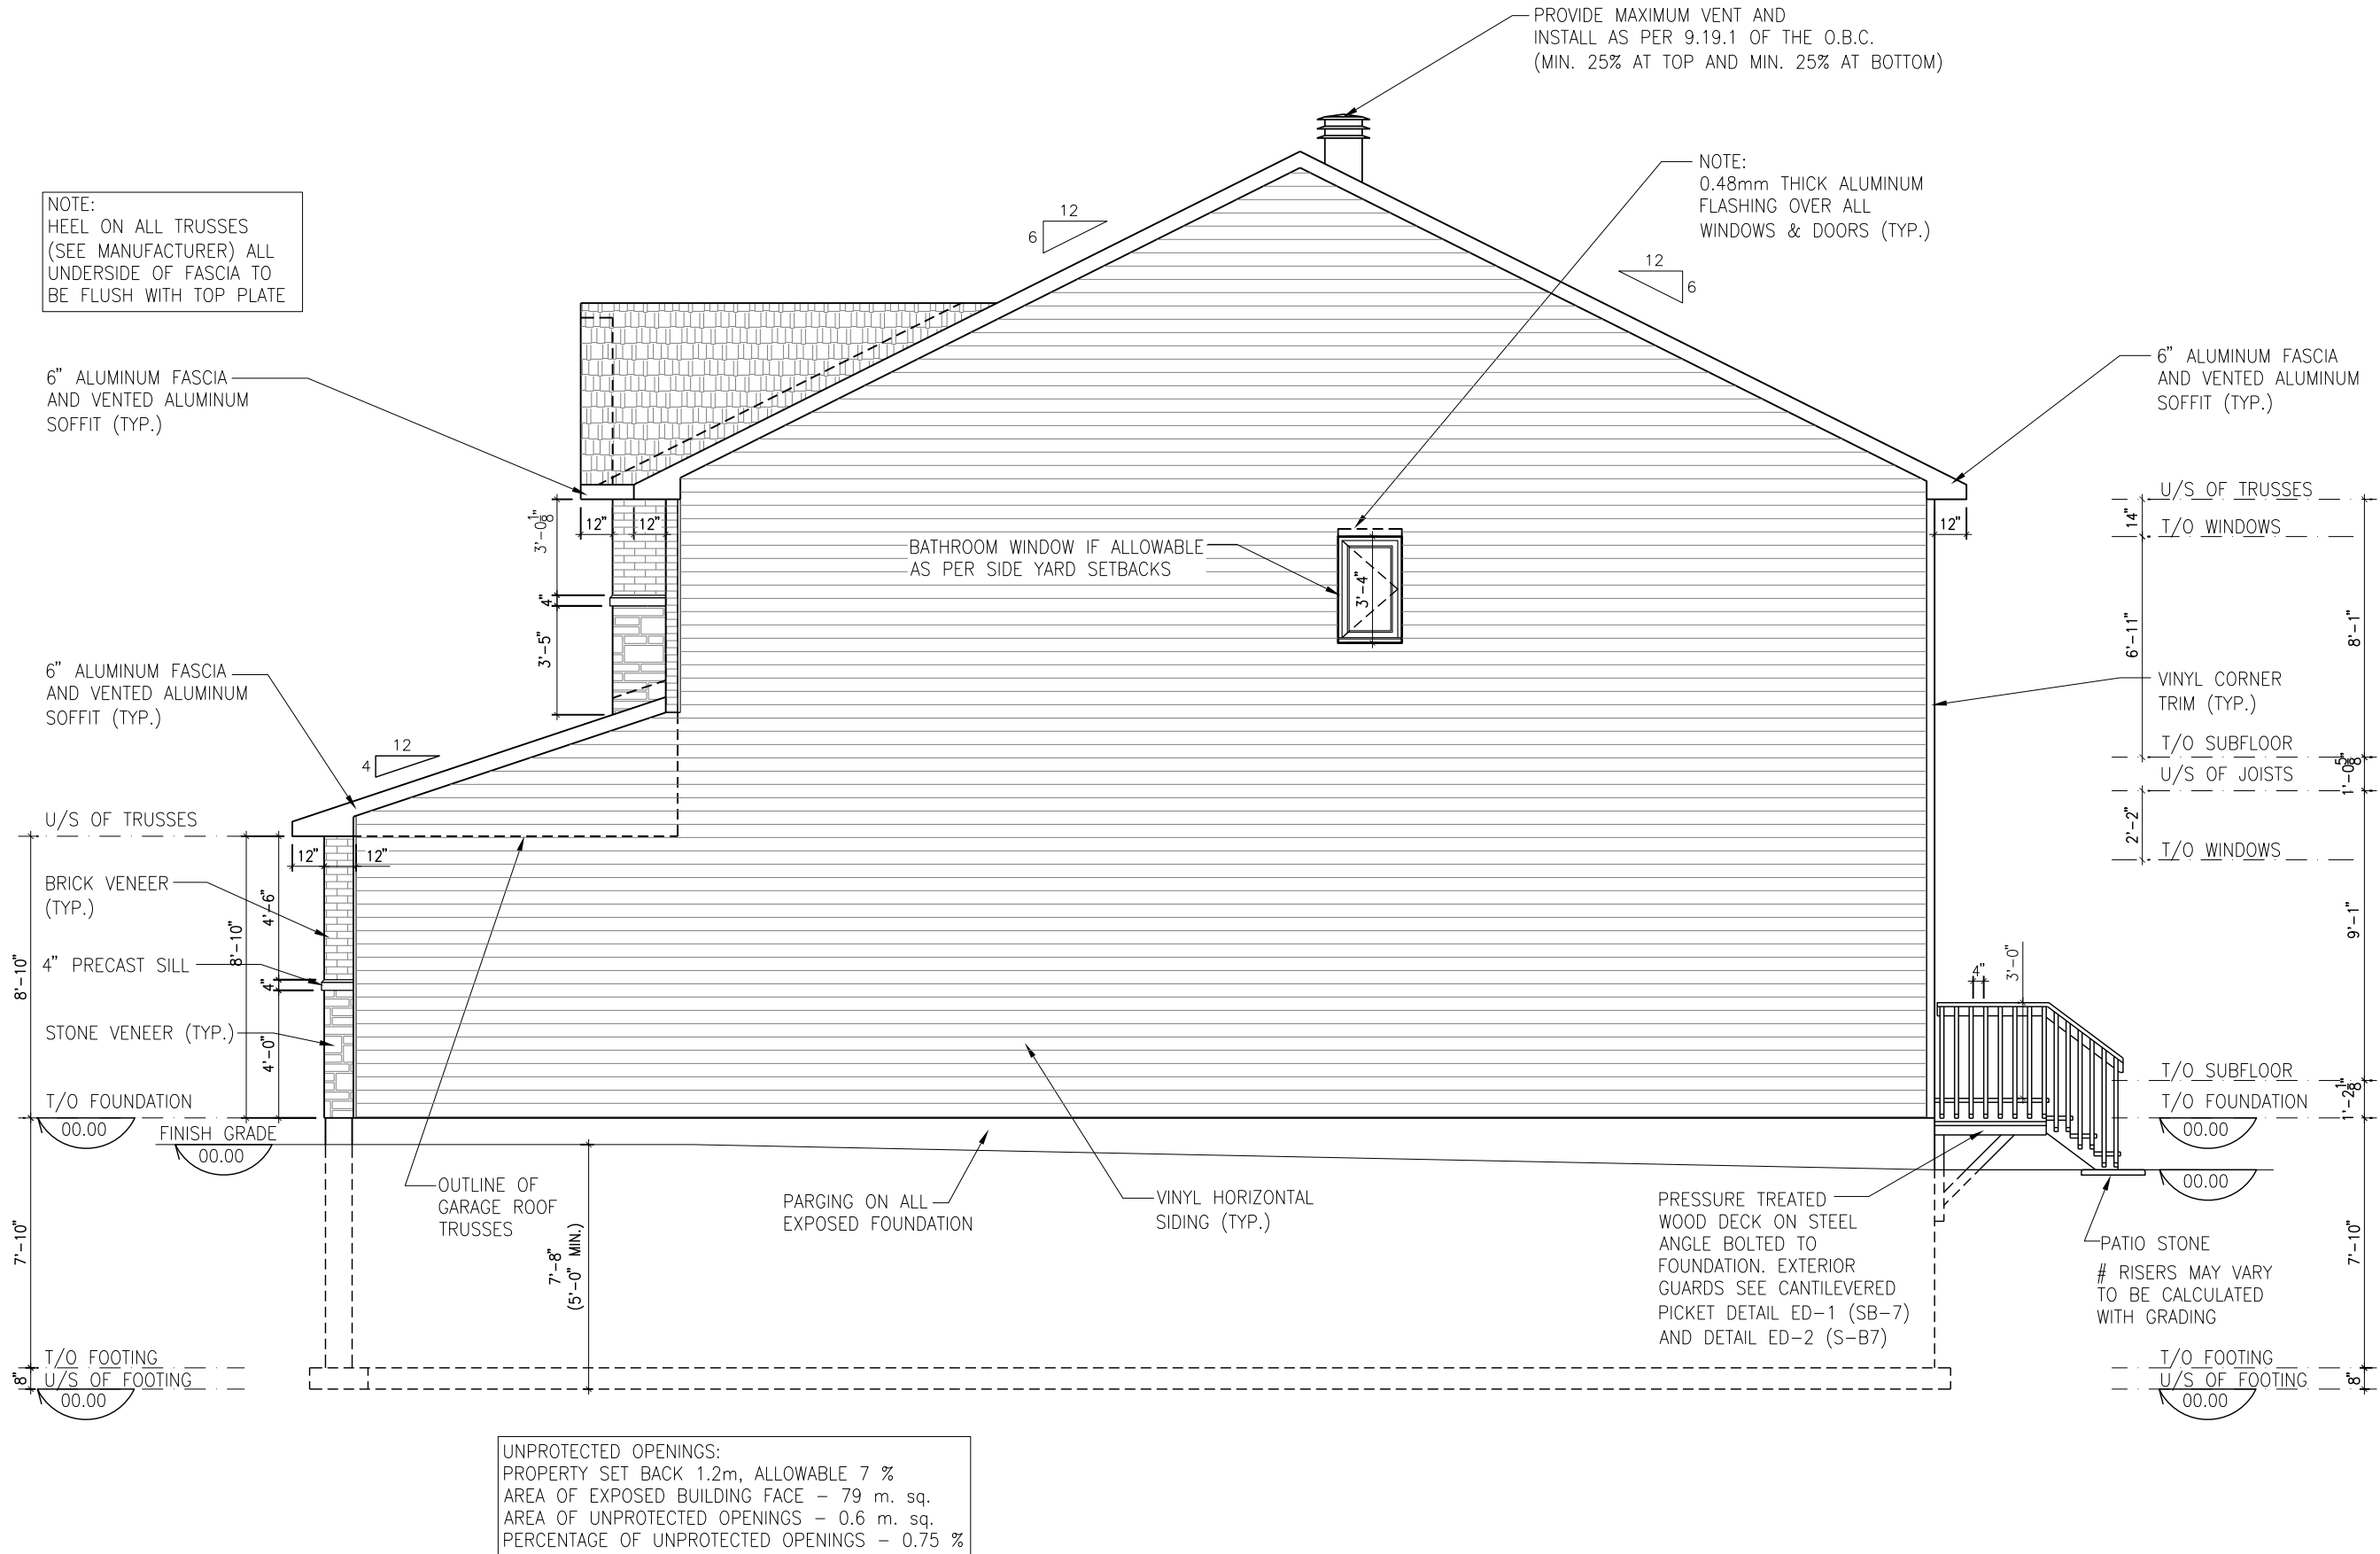 PROVIDE MAXIMUM VENT AND
INSTALL AS PER 9.19.1 OF THE O.B.C.
(MIN. 25% AT TOP AND MIN. 25% AT BOTTOM)
NOTE:
0.48mm THICK ALUMINUM
FLASHING OVER ALL
WINDOWS & DOORS (TYP.)
NOTE:
HEEL ON ALL TRUSSES
(SEE MANUFACTURER) ALL
UNDERSIDE OF FASCIA TO
BE FLUSH WITH TOP PLATE
12
6
12
6
6" ALUMINUM FASCIA
AND VENTED ALUMINUM
SOFFIT (TYP.)
6" ALUMINUM FASCIA
AND VENTED ALUMINUM
SOFFIT (TYP.)
3'-0 1/8"
12"
12"
4"
3'-5"
BATHROOM WINDOW IF ALLOWABLE
AS PER SIDE YARD SETBACKS
3'-4"
12"
U/S OF TRUSSES
14"
T/O WINDOWS
6'-11"
8'-1"
VINYL CORNER
TRIM (TYP.)
T/O SUBFLOOR
1'-0 5/8"
U/S OF JOISTS
2'-2"
T/O WINDOWS
9'-1"
6" ALUMINUM FASCIA
AND VENTED ALUMINUM
SOFFIT (TYP.)
12
4
U/S OF TRUSSES
12"
12"
BRICK VENEER
(TYP.)
4'-6"
8'-10"
8'-10"
4" PRECAST SILL
4"
STONE VENEER (TYP.)
4'-0"
T/O FOUNDATION
00.00
FINISH GRADE
00.00
4"
3'-0"
T/O SUBFLOOR
1'-2 1/8"
T/O FOUNDATION
00.00
00.00
OUTLINE OF
GARAGE ROOF
TRUSSES
PARGING ON ALL
EXPOSED FOUNDATION
VINYL HORIZONTAL
SIDING (TYP.)
PRESSURE TREATED
WOOD DECK ON STEEL
ANGLE BOLTED TO
FOUNDATION. EXTERIOR
GUARDS SEE CANTILEVERED
PICKET DETAIL ED-1 (SB-7)
AND DETAIL ED-2 (S-B7)
PATIO STONE
# RISERS MAY VARY
TO BE CALCULATED
WITH GRADING
7'-10"
7'-8"
(5'-0" MIN.)
7'-10"
T/O FOOTING
8"
U/S OF FOOTING
00.00
T/O FOOTING
U/S OF FOOTING
8"
00.00
UNPROTECTED OPENINGS:
PROPERTY SET BACK 1.2m, ALLOWABLE 7 %
AREA OF EXPOSED BUILDING FACE - 79 m. sq.
AREA OF UNPROTECTED OPENINGS - 0.6 m. sq.
PERCENTAGE OF UNPROTECTED OPENINGS - 0.75 %